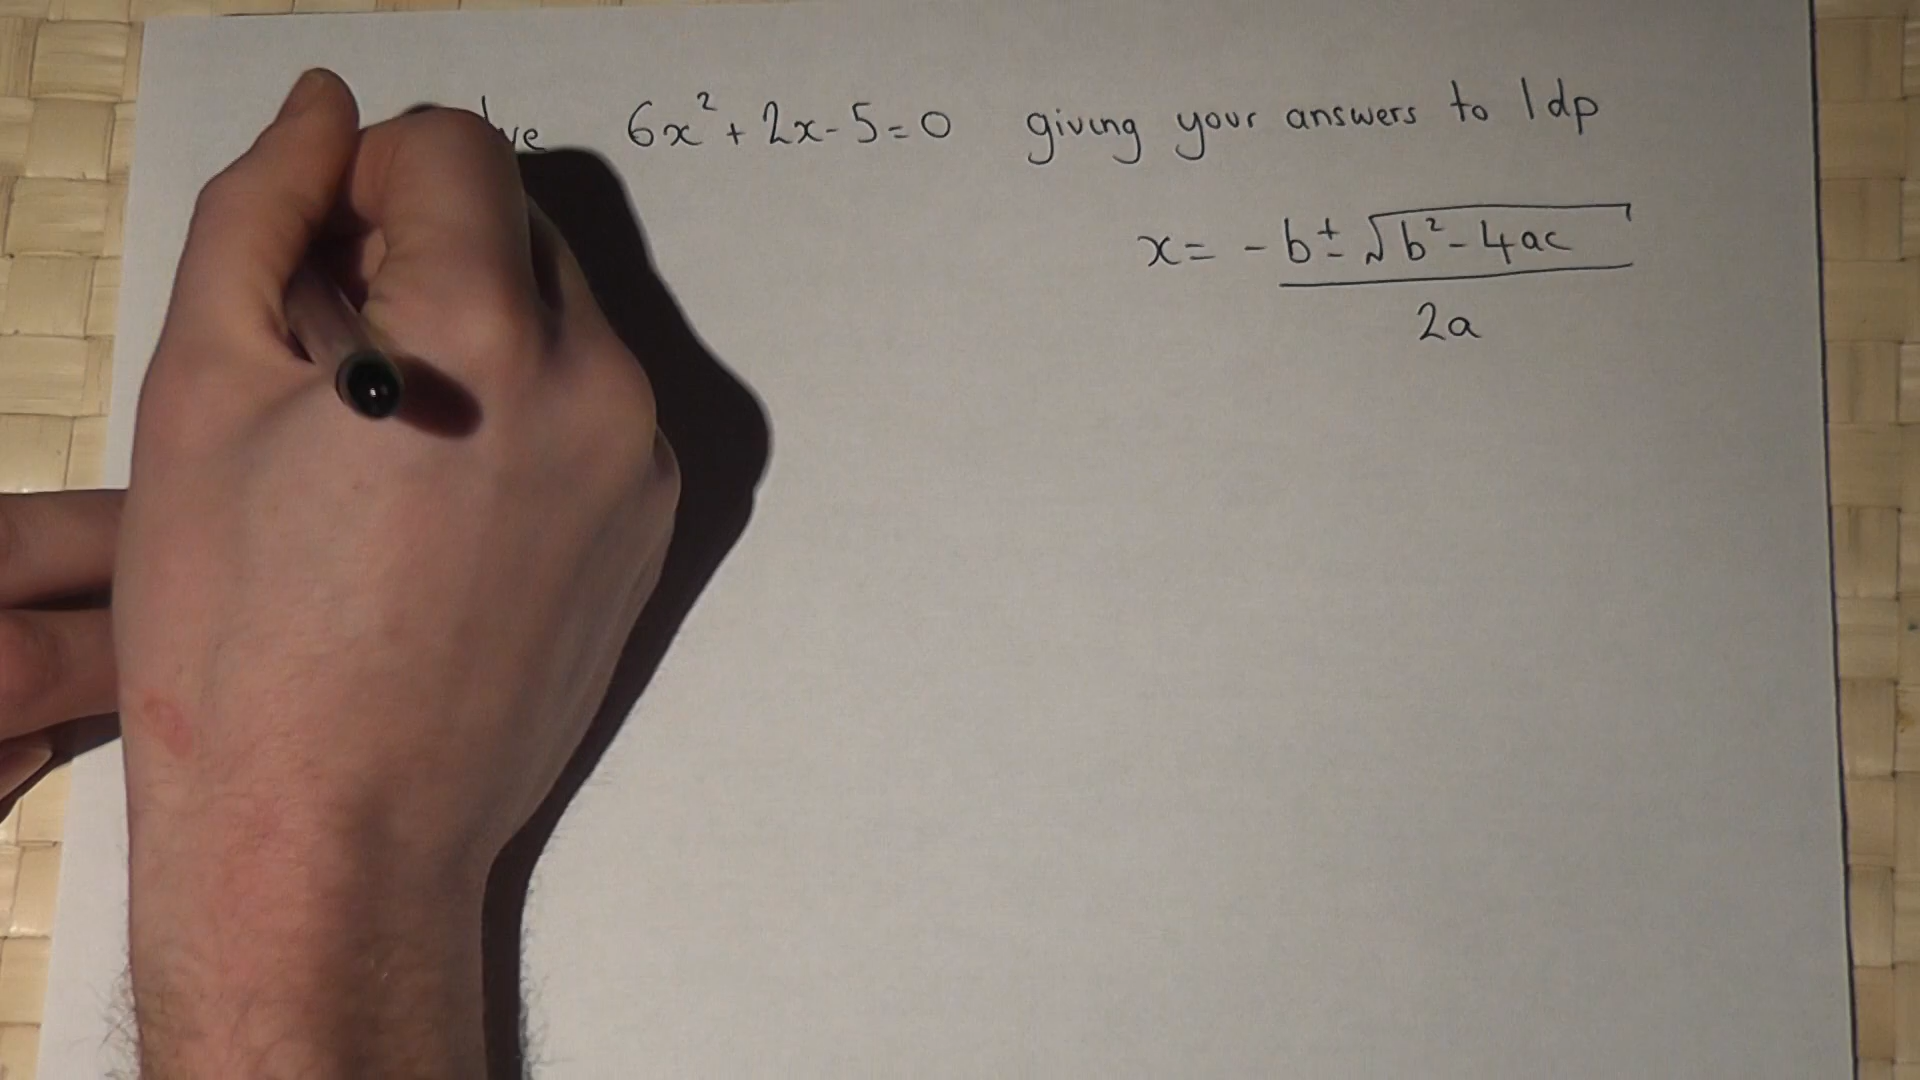 6x² + 2x - 5 = 0 giving your answers to 1dp
x = -b ± √b² - 4ac
2a